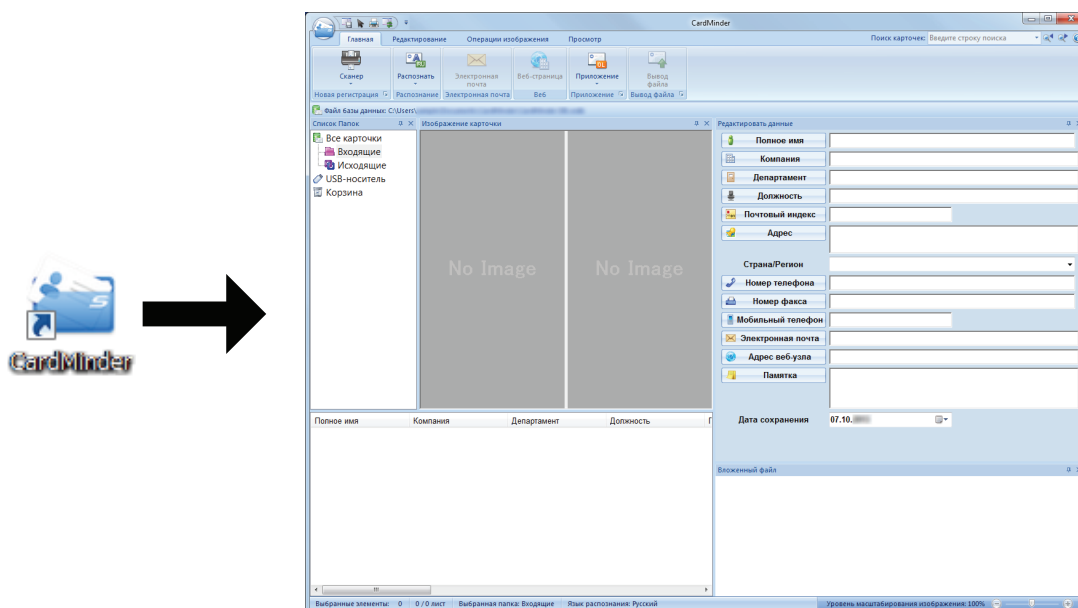 CardMinder
CardMinder
Главная Редактирование Операции изображения Просмотр Поиск карточек: Введите строку поиска
Сканер Распознать Электронная почта Веб-страница Приложение Вывод файла
Новая регистрация Распознание Электронная почта Веб Приложение Вывод файла
Файл базы данных: C:\Users\
Список Папок Изображение карточки Редактировать данные
Все карточки
Входящие
Исходящие
USB-носитель
Корзина
No Image No Image
Полное имя
Компания
Департамент
Должность
Почтовый индекс
Адрес
Страна/Регион
Номер телефона
Номер факса
Мобильный телефон
Электронная почта
Адрес веб-узла
Памятка
Дата сохранения 07.10.
Полное имя Компания Департамент Должность
Вложенный файл
Выбранные элементы: 0 0 / 0 лист Выбранная папка: Входящие Язык распознания: Русский Уровень масштабирования изображения: 100%